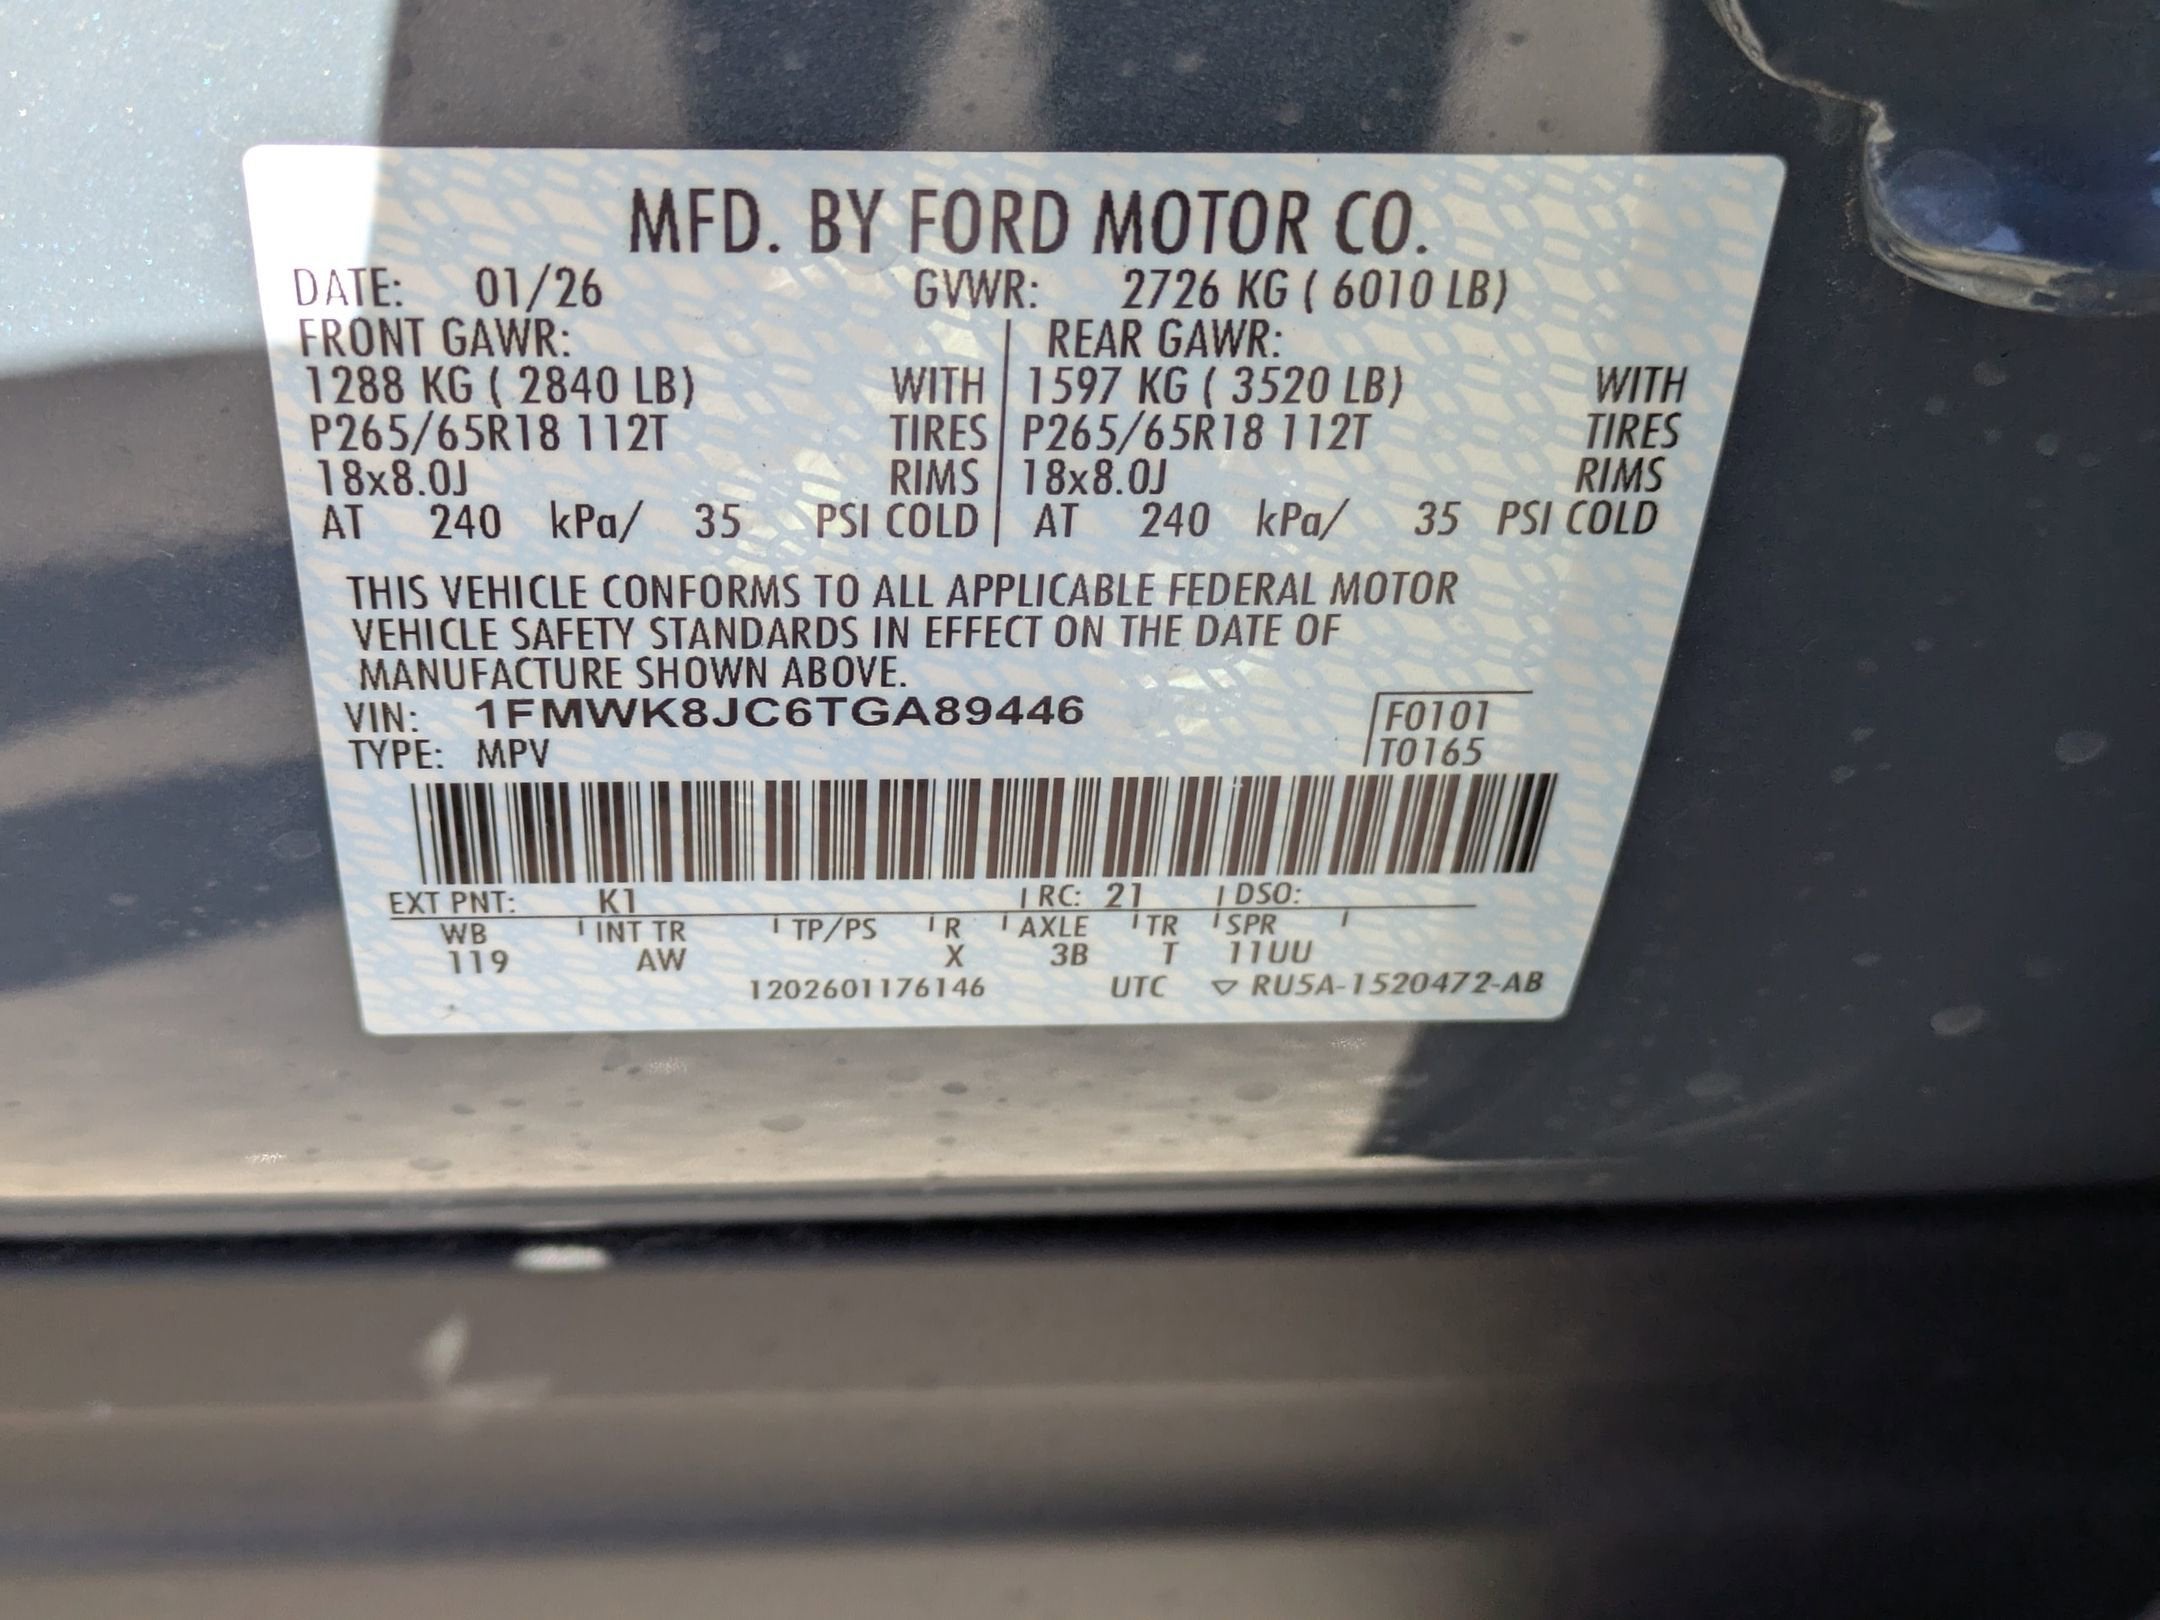 MFD. BY FORD MOTOR CO.
DATE: 01/26 GVWR: 2726 KG ( 6010 LB)
FRONT GAWR: REAR GAWR:
1288 KG ( 2840 LB) WITH 1597 KG ( 3520 LB) WITH
P265/65R18 112T TIRES P265/65R18 112T TIRES
18x8.0J RIMS 18x8.0J RIMS
AT 240 kPa/ 35 PSI COLD AT 240 kPa/ 35 PSI COLD
THIS VEHICLE CONFORMS TO ALL APPLICABLE FEDERAL MOTOR
VEHICLE SAFETY STANDARDS IN EFFECT ON THE DATE OF
MANUFACTURE SHOWN ABOVE.
VIN: 1FMWK8JC6TGA89446 F0101
TYPE: MPV T0165
EXT PNT: K1 RC: 21 DSO:
WB INT TR TP/PS R AXLE TR SPR
119 AW X 3B T 11UU
1202601176146 UTC ▽ RU5A-1520472-AB